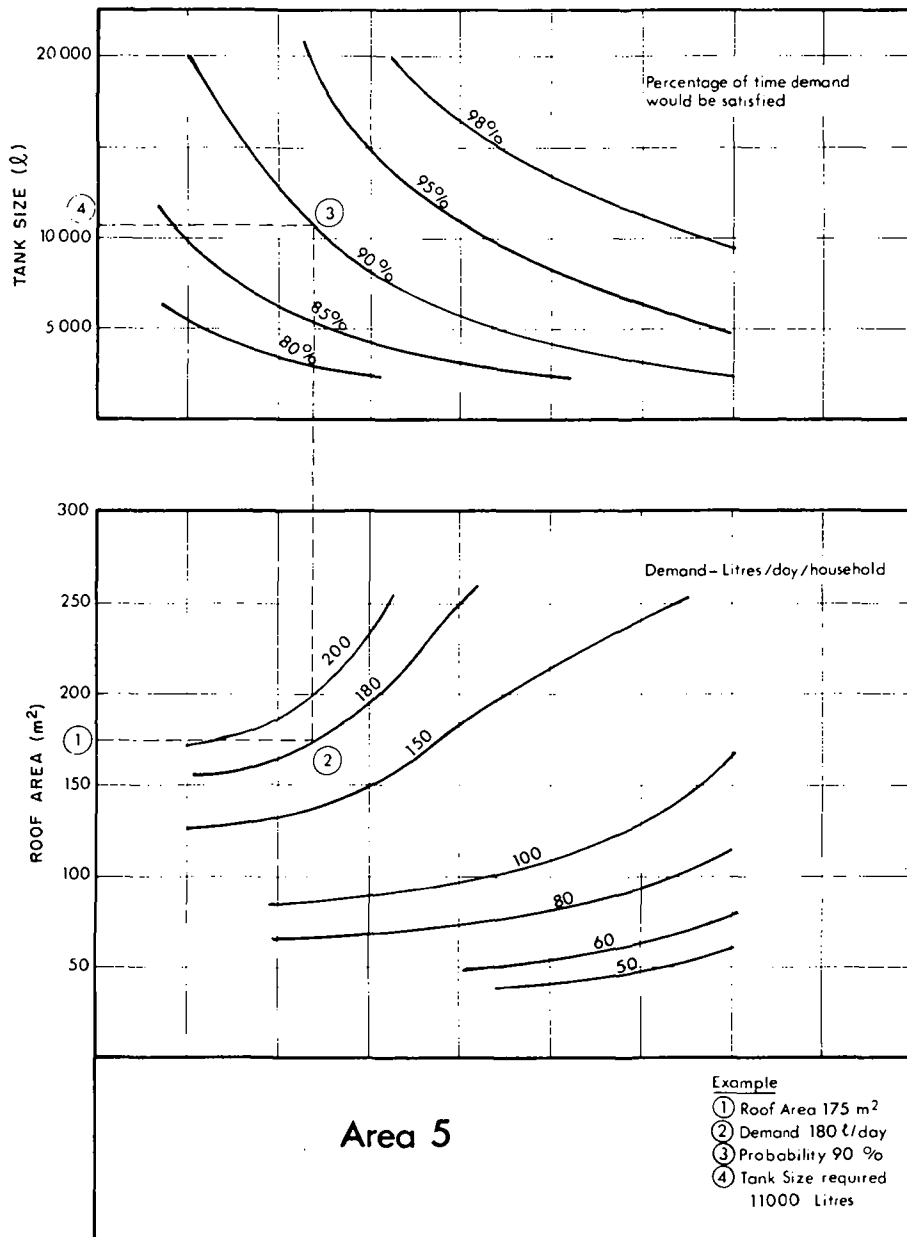 20 000
10 000
5 000
TANK SIZE (ℓ)
Percentage of time demand
would be satisfied
98%
95%
90%
85%
80%
③
④
300
250
200
150
100
50
ROOF AREA (m²)
Demand – Litres/day/household
200
180
150
100
80
60
50
①
②
Area 5
Example
① Roof Area 175 m²
② Demand 180 ℓ/day
③ Probability 90 %
④ Tank Size required
11000 Litres